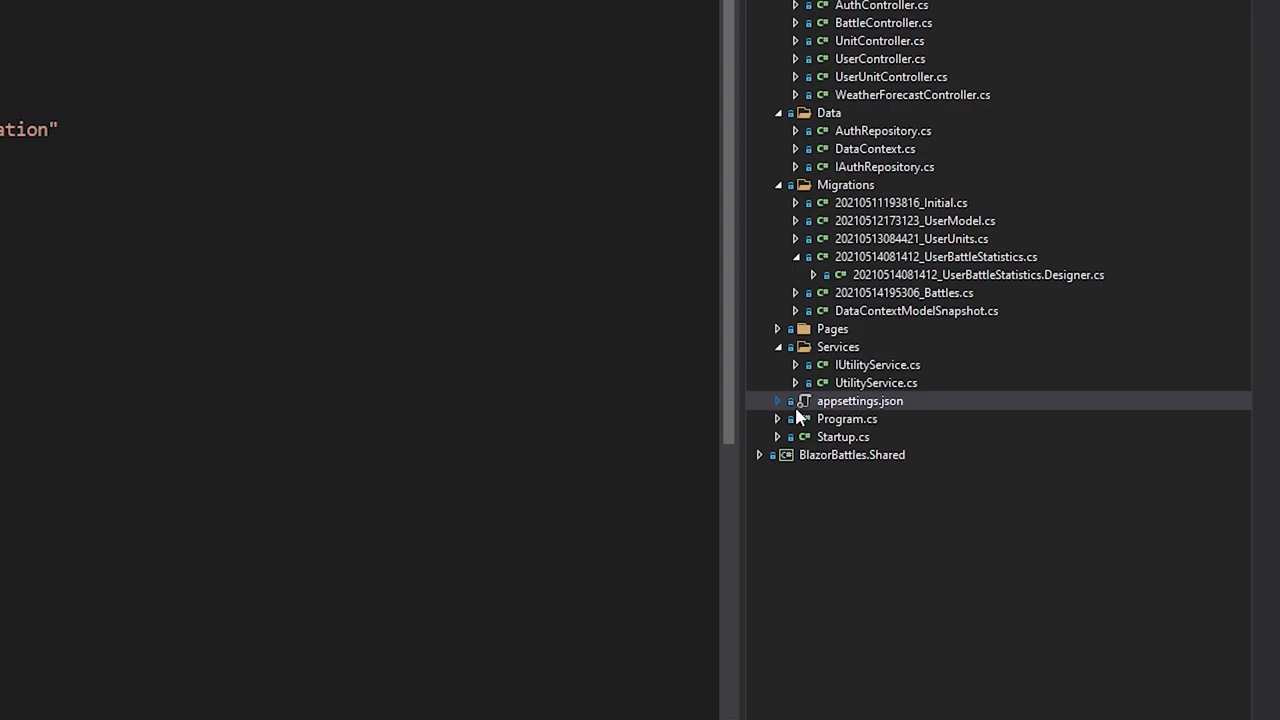 AuthController.cs
BattleController.cs
UnitController.cs
UserController.cs
UserUnitController.cs
WeatherForecastController.cs
Data
ation"
AuthRepository.cs
DataContext.cs
IAuthRepository.cs
Migrations
20210511193816_Initial.cs
20210512173123_UserModel.cs
20210513084421_UserUnits.cs
20210514081412_UserBattleStatistics.cs
20210514081412_UserBattleStatistics.Designer.cs
20210514195306_Battles.cs
DataContextModelSnapshot.cs
Pages
Services
IUtilityService.cs
UtilityService.cs
appsettings.json
Program.cs
Startup.cs
BlazorBattles.Shared